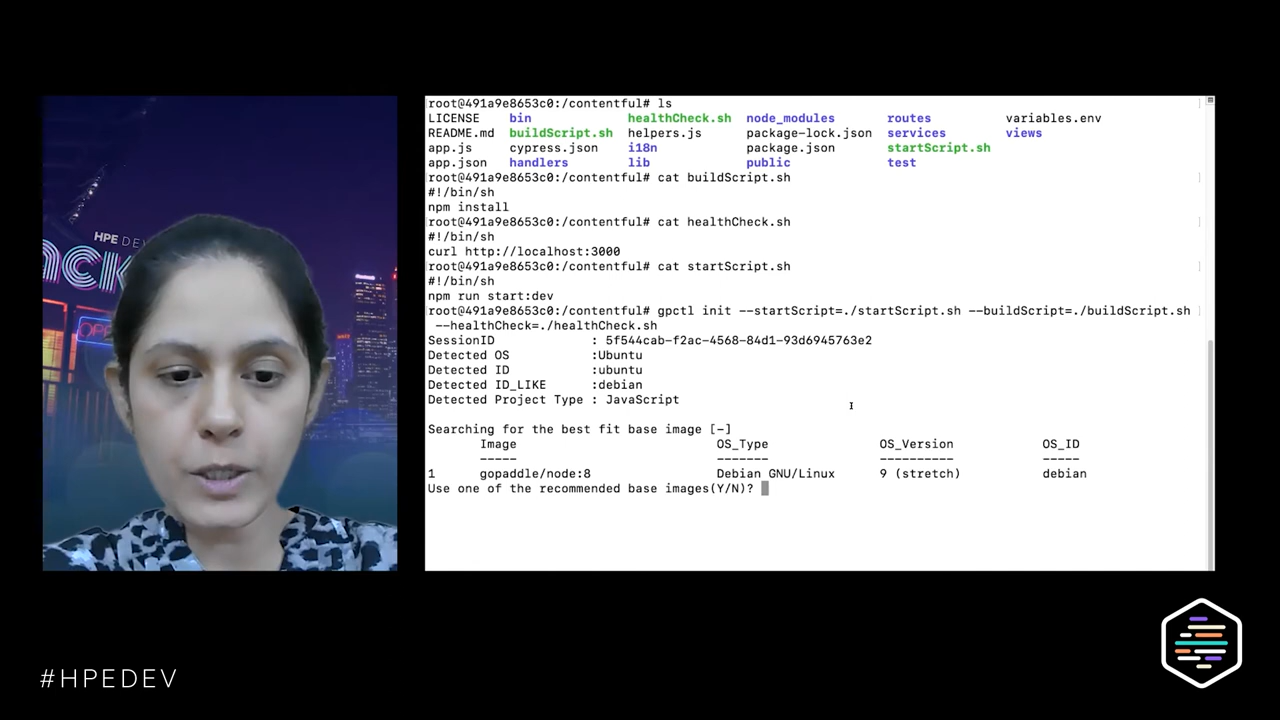 HPE DEV
ACK
OPE
root@491a9e8653c0:/contentful# ls
LICENSE bin healthCheck.sh node_modules routes variables.env
README.md buildScript.sh helpers.js package-lock.json services views
app.js cypress.json i18n package.json startScript.sh
app.json handlers lib public test
root@491a9e8653c0:/contentful# cat buildScript.sh
#!/bin/sh
npm install
root@491a9e8653c0:/contentful# cat healthCheck.sh
#!/bin/sh
curl http://localhost:3000
root@491a9e8653c0:/contentful# cat startScript.sh
#!/bin/sh
npm run start:dev
root@491a9e8653c0:/contentful# gpctl init --startScript=./startScript.sh --buildScript=./buildScript.sh
--healthCheck=./healthCheck.sh
SessionID : 5f544cab-f2ac-4568-84d1-93d6945763e2
Detected OS :Ubuntu
Detected ID :ubuntu
Detected ID_LIKE :debian
Detected Project Type : JavaScript
Searching for the best fit base image [-]
Image OS_Type OS_Version OS_ID
----- ------- ---------- -----
1 gopaddle/node:8 Debian GNU/Linux 9 (stretch) debian
Use one of the recommended base images(Y/N)?
#HPEDEV